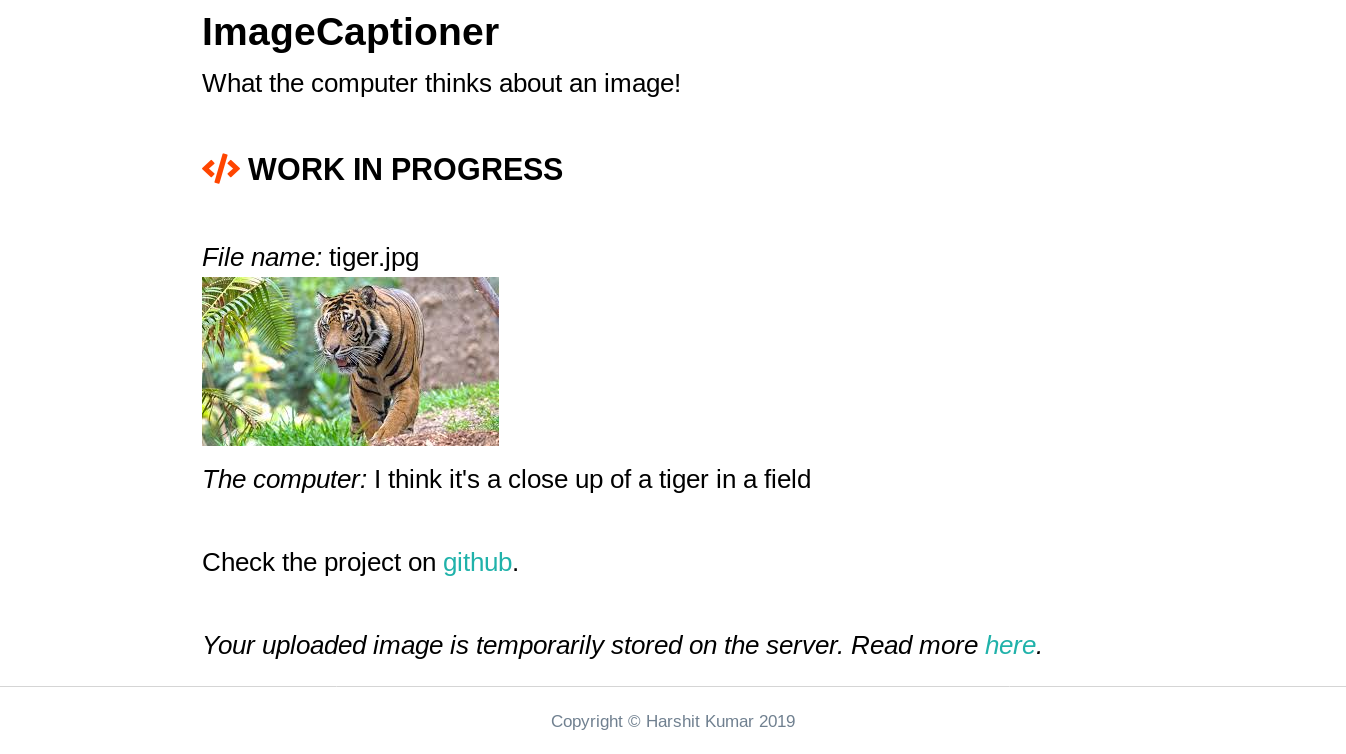 ImageCaptioner
What the computer thinks about an image!
WORK IN PROGRESS
File name: tiger.jpg
The computer: I think it's a close up of a tiger in a field
Check the project on github.
Your uploaded image is temporarily stored on the server. Read more here.
Copyright © Harshit Kumar 2019